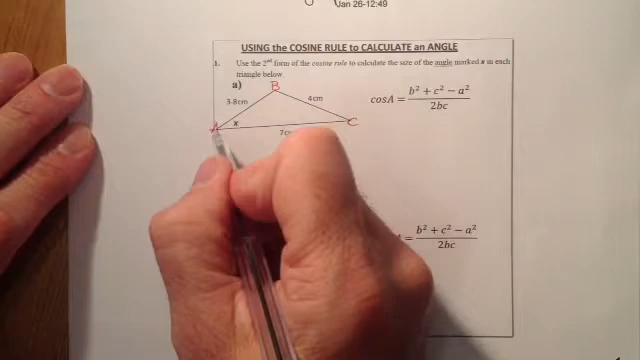 Jan 26-12:49
USING the COSINE RULE to CALCULATE an ANGLE
1. Use the 2nd form of the cosine rule to calculate the size of the angle marked x in each
triangle below
a)
B
3·8cm
4cm
cosA = b² + c² − a² / 2bc
A
x
C
= b² + c² − a² / 2bc